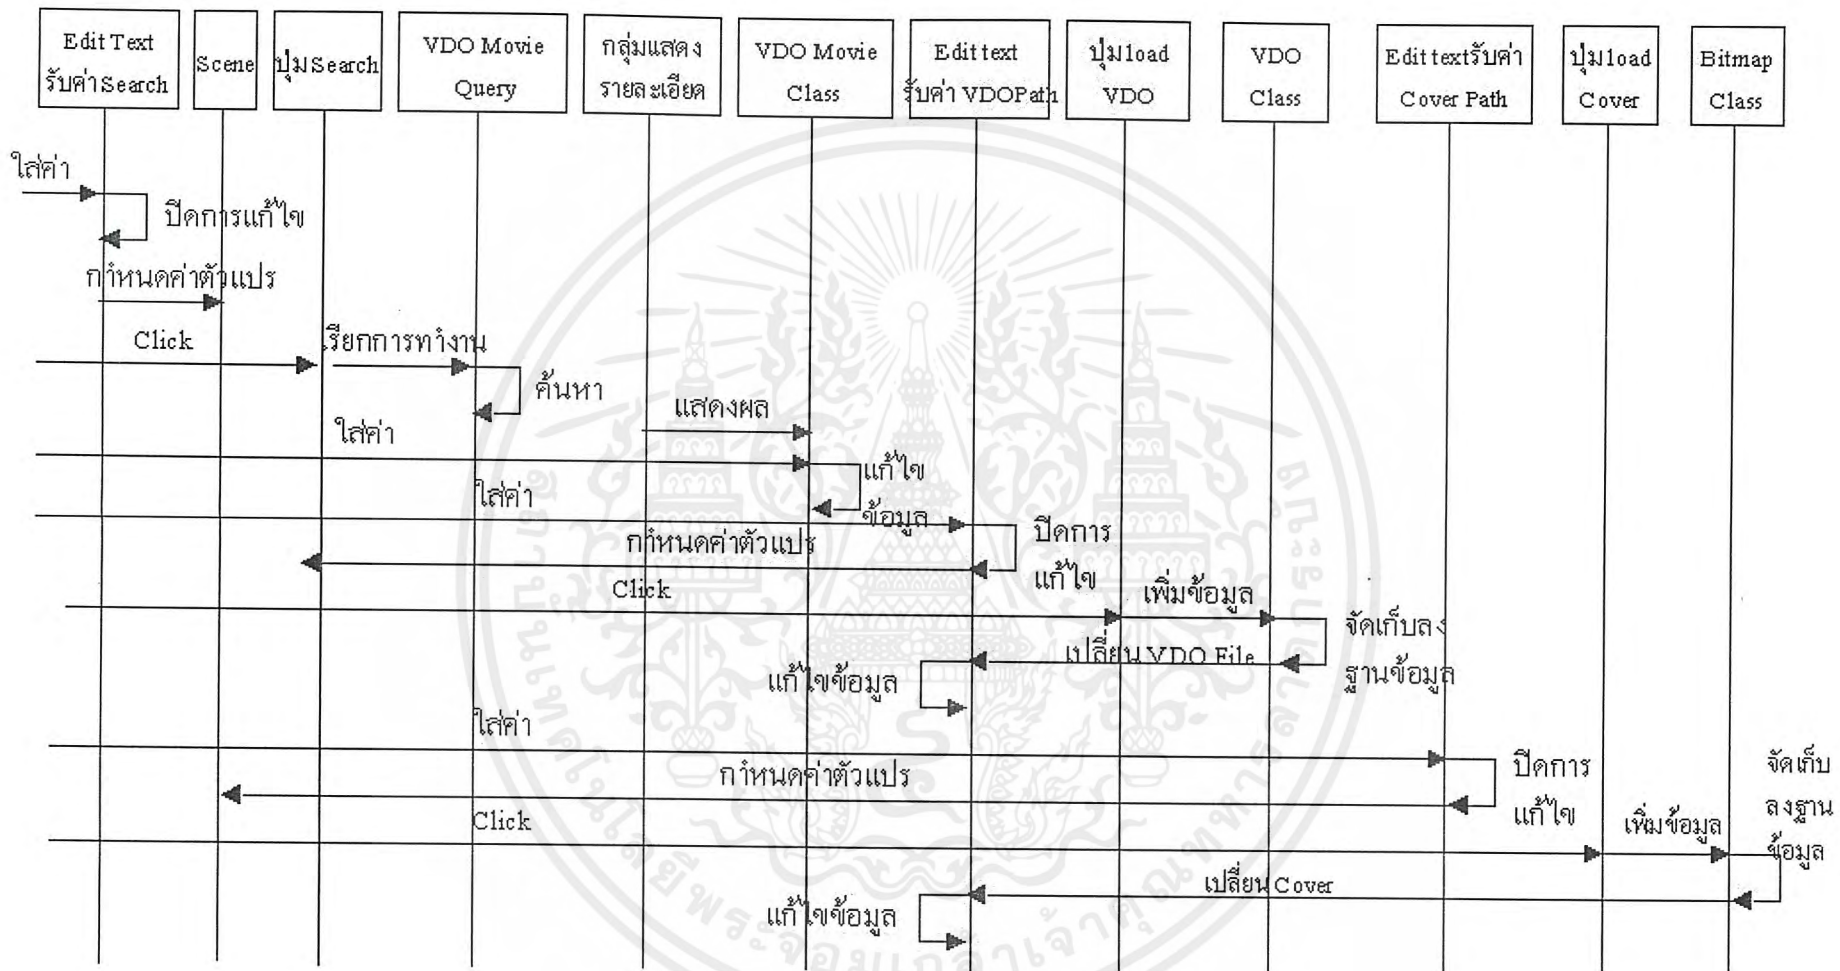 Edit Text
รับค่า Search
Scene
ปุ่ม Search
VDO Movie
Query
กลุ่มแสดง
รายละเอียด
VDO Movie
Class
Edit text
รับค่า VDOPath
ปุ่ม load
VDO
VDO
Class
Edit text รับค่า
Cover Path
ปุ่ม load
Cover
Bitmap
Class
ใส่ค่า
ปิดการแก้ไข
กำหนดค่าตัวแปร
Click
เรียกการทำงาน
ค้นหา
แสดงผล
ใส่ค่า
แก้ไข
ข้อมูล
ใส่ค่า
ปิดการ
แก้ไข
กำหนดค่าตัวแปร
Click
เพิ่มข้อมูล
จัดเก็บลง
ฐานข้อมูล
เปลี่ยน VDO File
แก้ไขข้อมูล
ใส่ค่า
ปิดการ
แก้ไข
กำหนดค่าตัวแปร
Click
เพิ่มข้อมูล
จัดเก็บ
ลงฐาน
ข้อมูล
เปลี่ยน Cover
แก้ไขข้อมูล